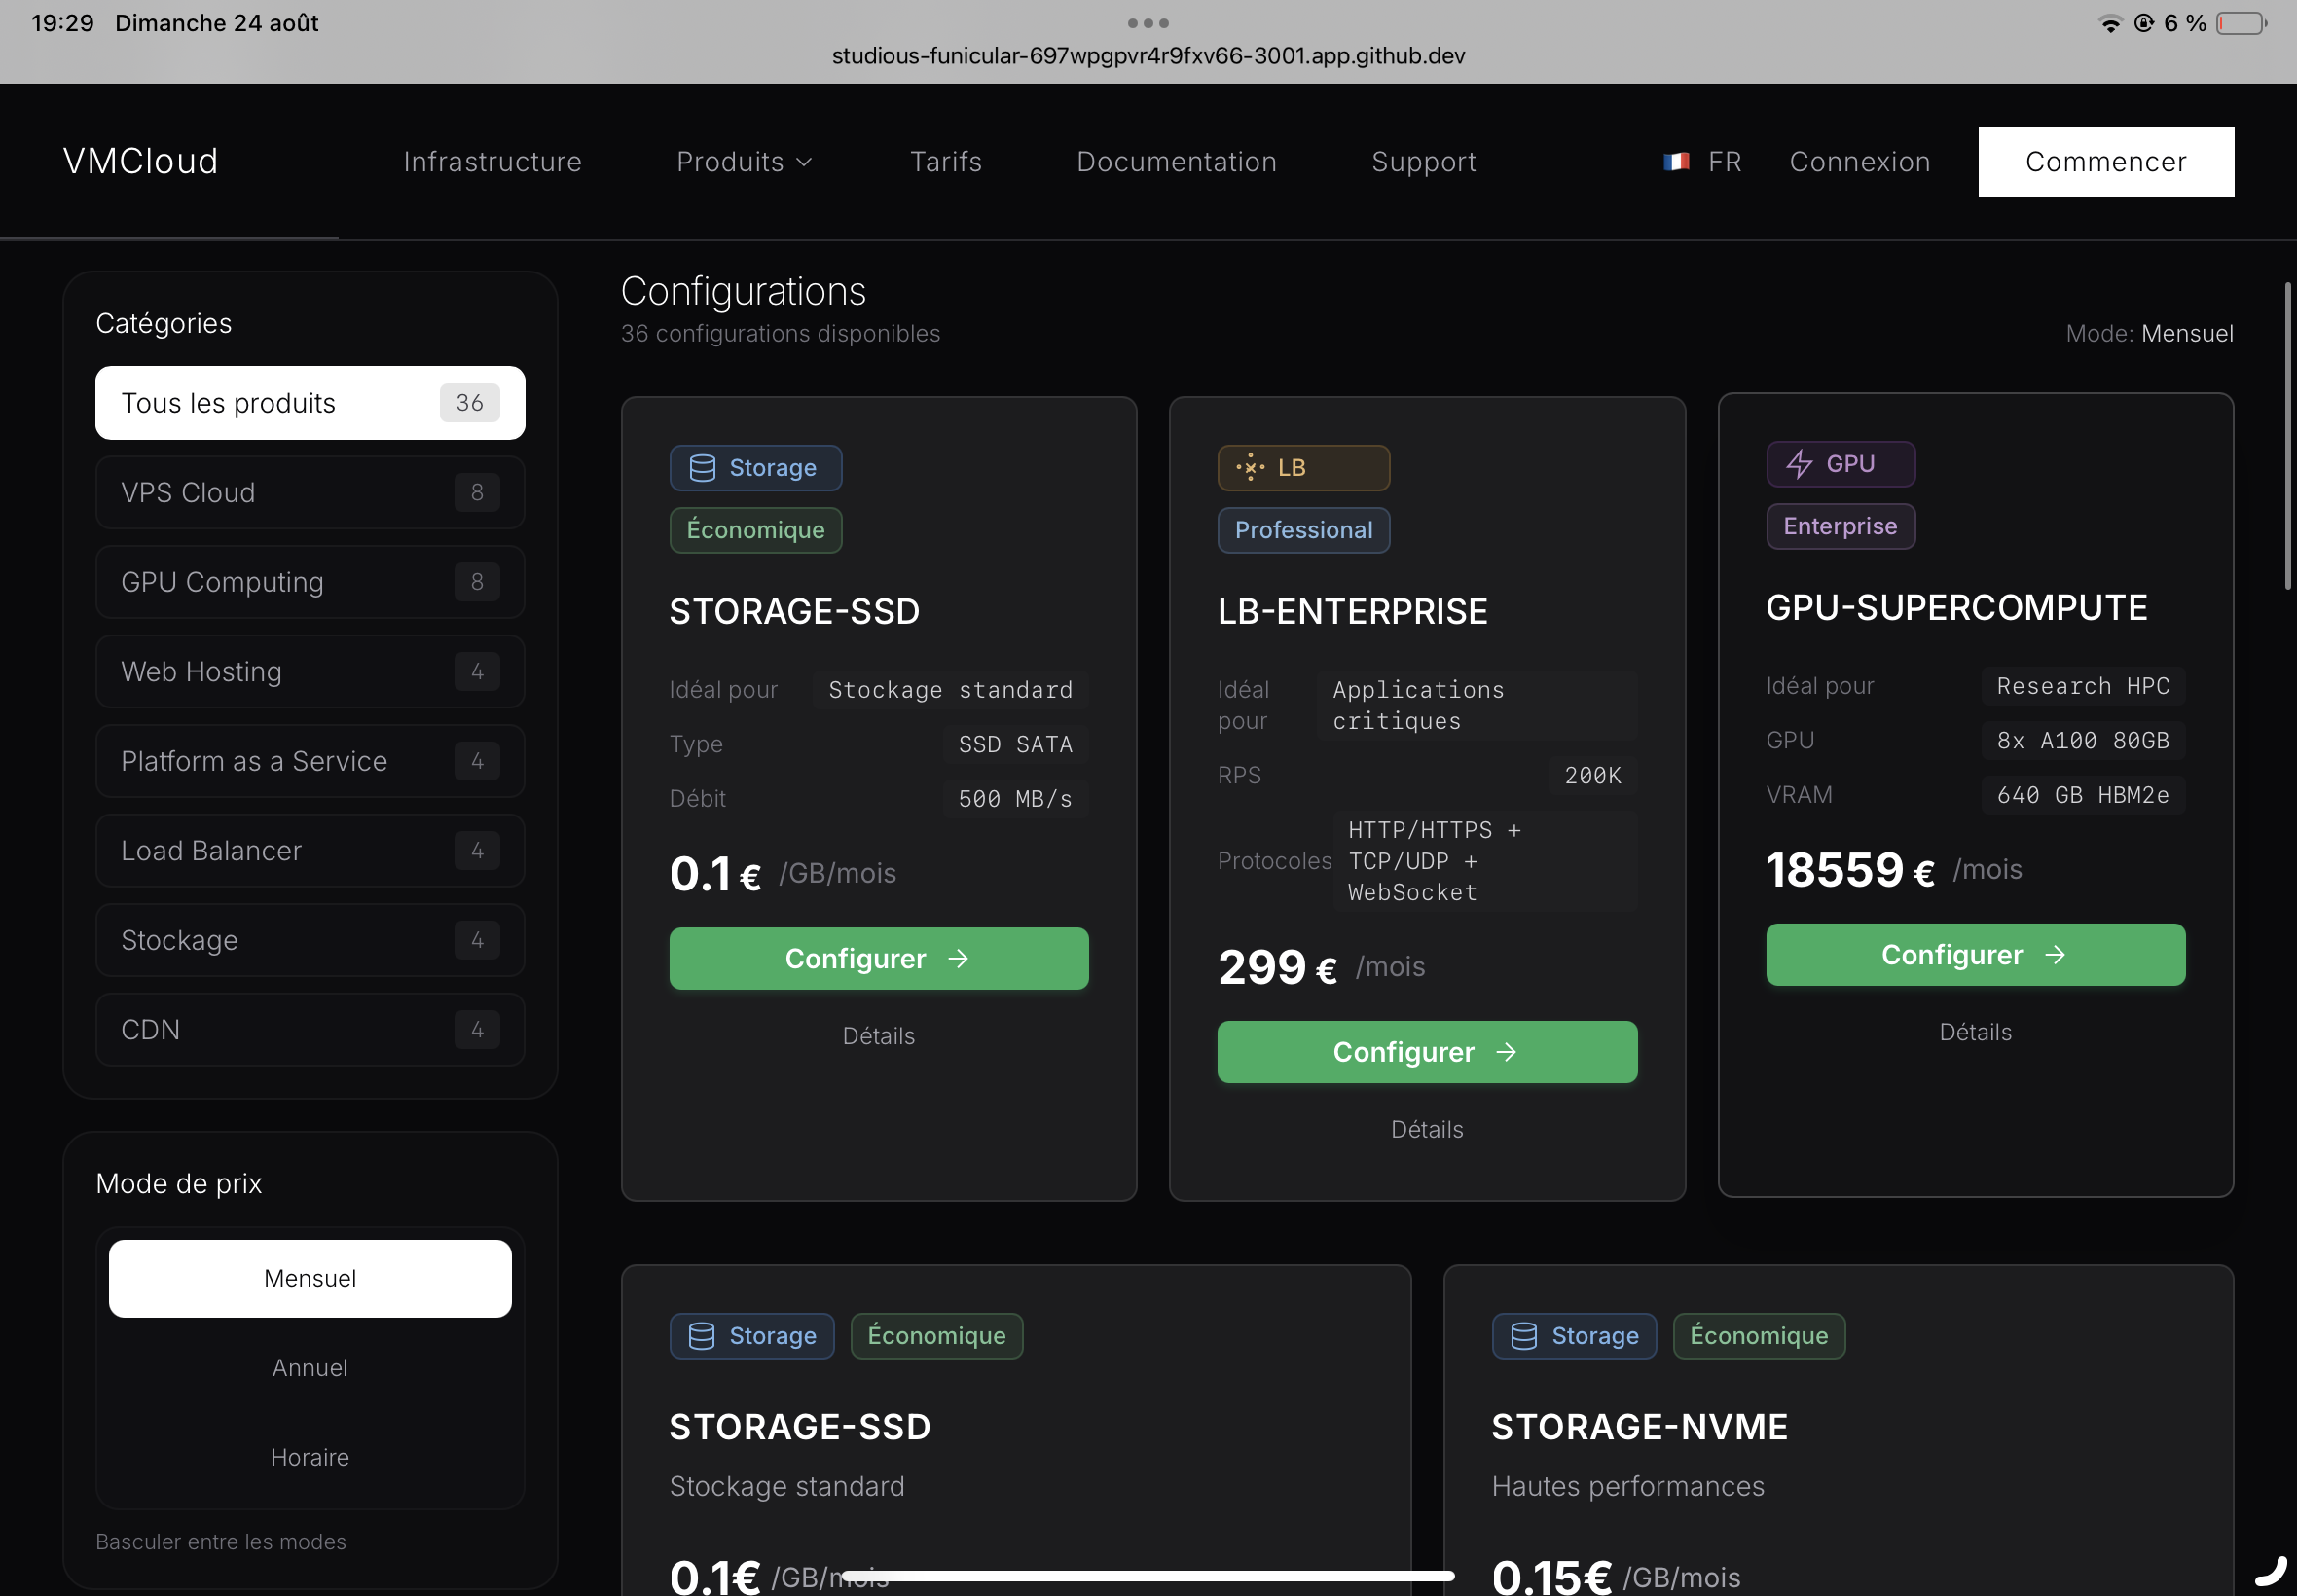 19:29 Dimanche 24 août
6 %
studious-funicular-697wpgpvr4r9fxv66-3001.app.github.dev
VMCloud
Infrastructure
Produits
Tarifs
Documentation
Support
🇫🇷 FR
Connexion
Commencer
Catégories
Tous les produits 36
VPS Cloud 8
GPU Computing 8
Web Hosting 4
Platform as a Service 4
Load Balancer 4
Stockage 4
CDN 4
Mode de prix
Mensuel
Annuel
Horaire
Basculer entre les modes
Configurations
36 configurations disponibles
Mode: Mensuel
Storage
Économique
STORAGE-SSD
Idéal pour Stockage standard
Type SSD SATA
Débit 500 MB/s
0.1 € /GB/mois
Configurer →
Détails
LB
Professional
LB-ENTERPRISE
Idéal pour
Applications critiques
RPS 200K
Protocoles
HTTP/HTTPS +
TCP/UDP +
WebSocket
299 € /mois
Configurer →
Détails
GPU
Enterprise
GPU-SUPERCOMPUTE
Idéal pour Research HPC
GPU 8x A100 80GB
VRAM 640 GB HBM2e
18559 € /mois
Configurer →
Détails
Storage Économique
STORAGE-SSD
Stockage standard
0.1€ /GB/mois
Storage Économique
STORAGE-NVME
Hautes performances
0.15€ /GB/mois